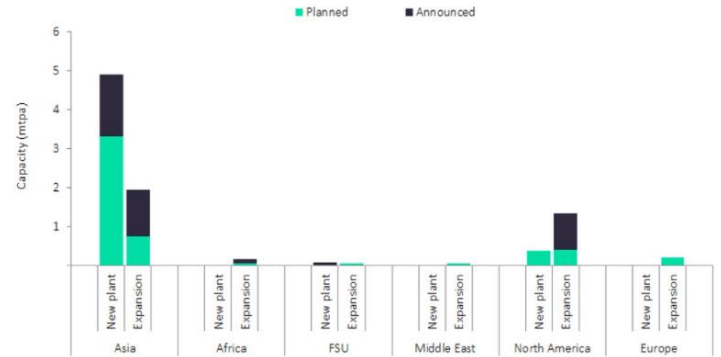 Planned Announced
Capacity (mtpa)
6
5
4
3
2
1
New plant Expansion New plant Expansion New plant Expansion New plant Expansion New plant Expansion New plant Expansion
Asia Africa FSU Middle East North America Europe